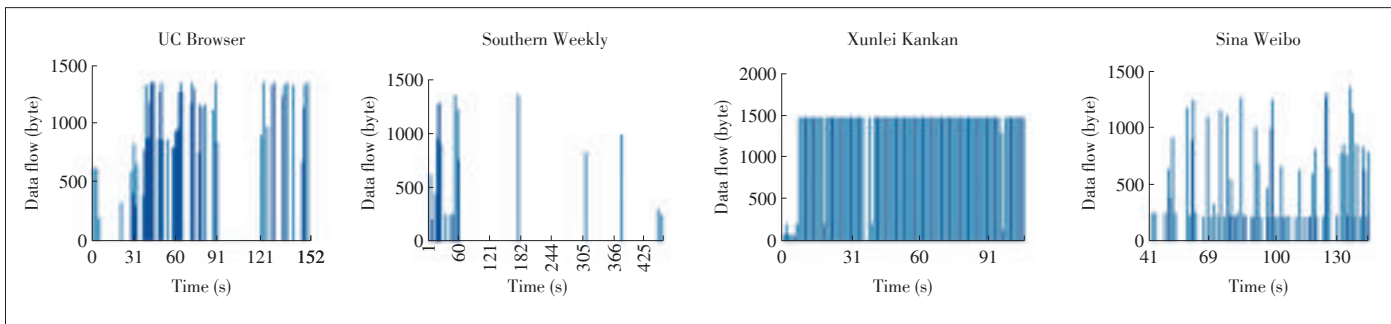 UC Browser
Data flow (byte)
1500
1000
500
0
0 31 60 91 121 152
Time (s)
Southern Weekly
Data flow (byte)
1500
1000
500
0
1 60 121 182 244 305 366 425
Time (s)
Xunlei Kankan
Data flow (byte)
2000
1500
1000
500
0
0 31 91
Time (s)
Sina Weibo
Data flow (byte)
1500
1000
500
0
41 69 100 130
Time (s)